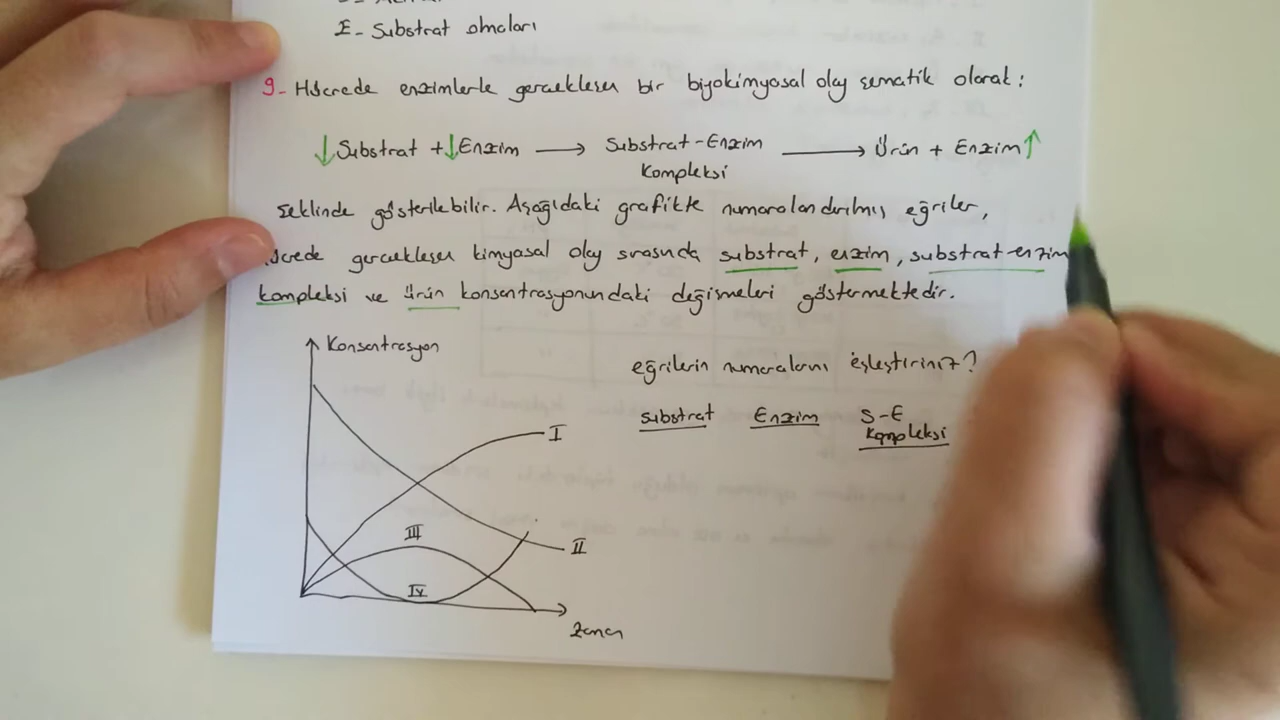 I- Substrat olmaları
9- Hücrede enzimlerle gerçekleşen bir biyokimyasal olay şematik olarak:
↓Substrat + ↓Enzim → Substrat-Enzim Kompleksi → Ürün + Enzim↑
şeklinde gösterilebilir. Aşağıdaki grafikte numaralandırılmış eğriler,
gerçekleşen kimyasal olay sırasında substrat, enzim, substrat-enzim
kompleksi ve ürün konsantrasyonundaki değişmeleri göstermektedir.
Konsentrasyon
eğrilerin numaralarını eşleştiriniz?
Substrat Enzim S-E
Kompleksi
I
II
III
IV
Zaman